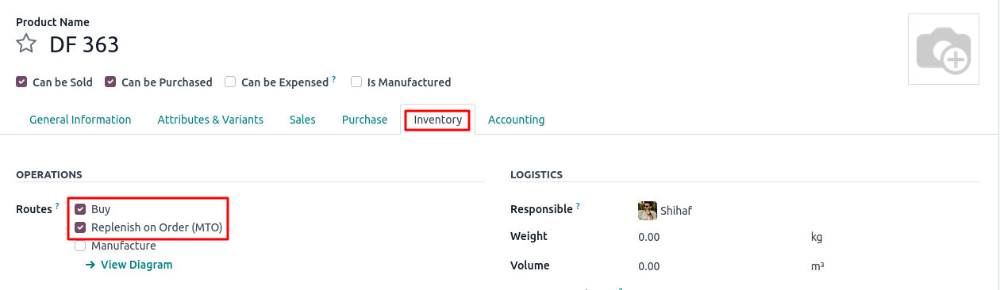 Product Name
DF 363
Can be Sold Can be Purchased Can be Expensed ? Is Manufactured
General Information Attributes & Variants Sales Purchase Inventory Accounting
OPERATIONS LOGISTICS
Routes ? Buy Responsible ? Shihaf
Replenish on Order (MTO) Weight 0.00 kg
Manufacture
View Diagram Volume 0.00 m³